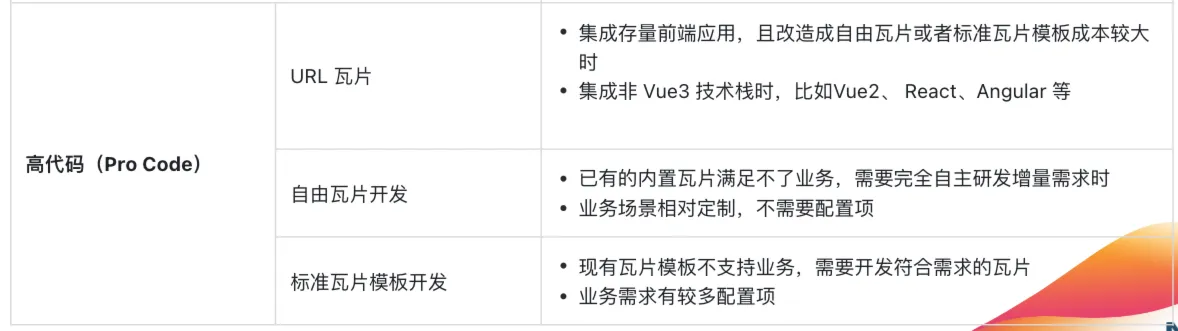 URL 瓦片
• 集成存量前端应用，且改造成自由瓦片或者标准瓦片模板成本较大
时
• 集成非 Vue3 技术栈时，比如Vue2、 React、Angular 等
高代码（Pro Code）
自由瓦片开发
• 已有的内置瓦片满足不了业务，需要完全自主研发增量需求时
• 业务场景相对定制，不需要配置项
标准瓦片模板开发
• 现有瓦片模板不支持业务，需要开发符合需求的瓦片
• 业务需求有较多配置项